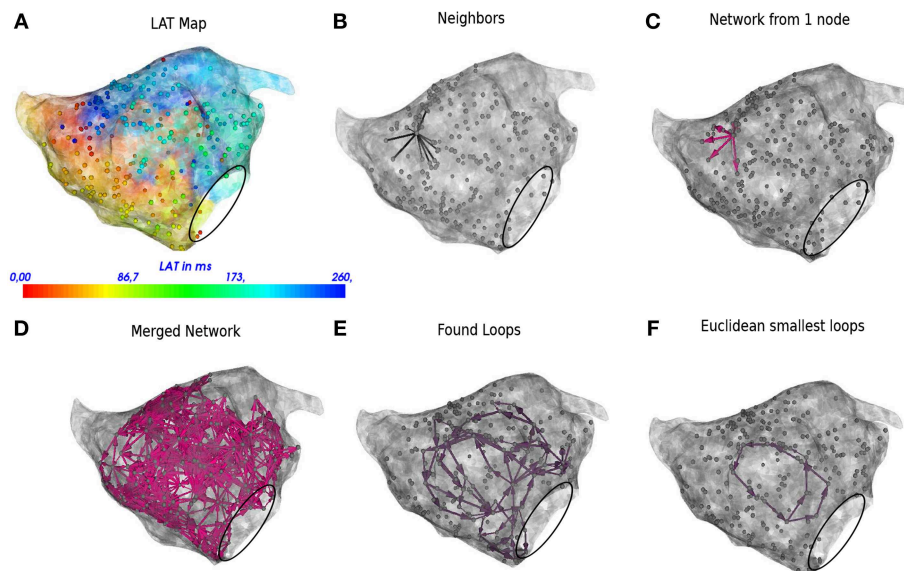 A
LAT Map
B
Neighbors
C
Network from 1 node
LAT in ms
0,00 86,7 173, 260,
D
Merged Network
E
Found Loops
F
Euclidean smallest loops